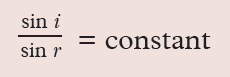 sin i
sin r = constant